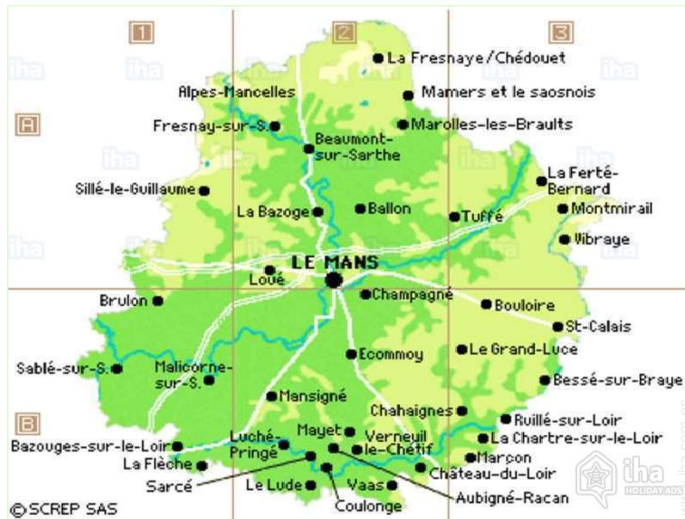 1
2
3
La Fresnaye/Chédouet
Alpes-Mancelles
Mamers et le saosnois
A
Fresnay-sur-S.
Marolles-les-Braults
Beaumont-
sur-Sarthe
La Ferté-
Bernard
Sillé-le-Guillaume
La Bazoge
Ballon
Tuffé
Montmirail
Vibraye
LE MANS
Loué
Brulon
Champagné
Bouloire
St-Calais
Ecommoy
Le Grand-Luce
Sablé-sur-S.
Malicorne-
sur-S.
Bessé-sur-Braye
Mansigné
Chahaignes
Ruillé-sur-Loir
B
Mayet
Bazouges-sur-le-Loir
Luché-
Pringé
Verneuil
le-Chétif
La Chartre-sur-le-Loir
La Flèche
Marçon
Château-du-Loir
Sarcé
Le Lude
Coulonge
Vaas
Aubigné-Racan
©SCREP SAS
iha
HOLIDAY ADS